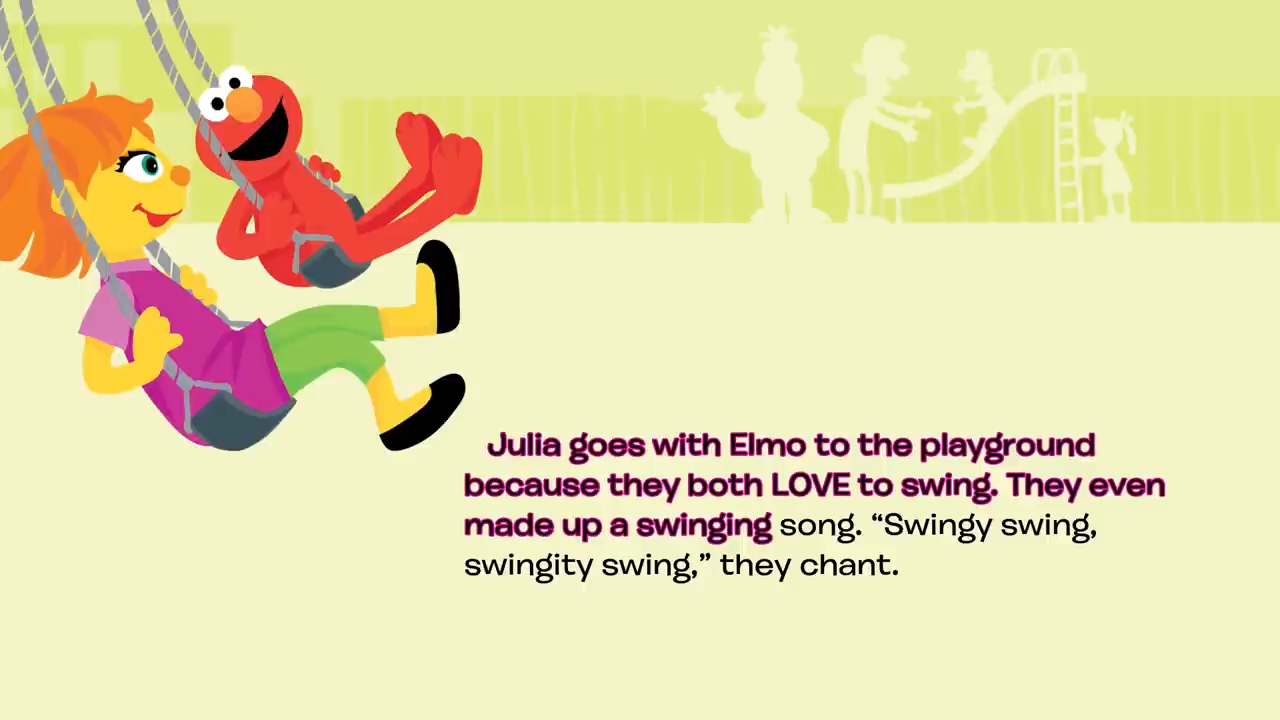 Julia goes with Elmo to the playground
because they both LOVE to swing. They even
made up a swinging song. “Swingy swing,
swingity swing,” they chant.